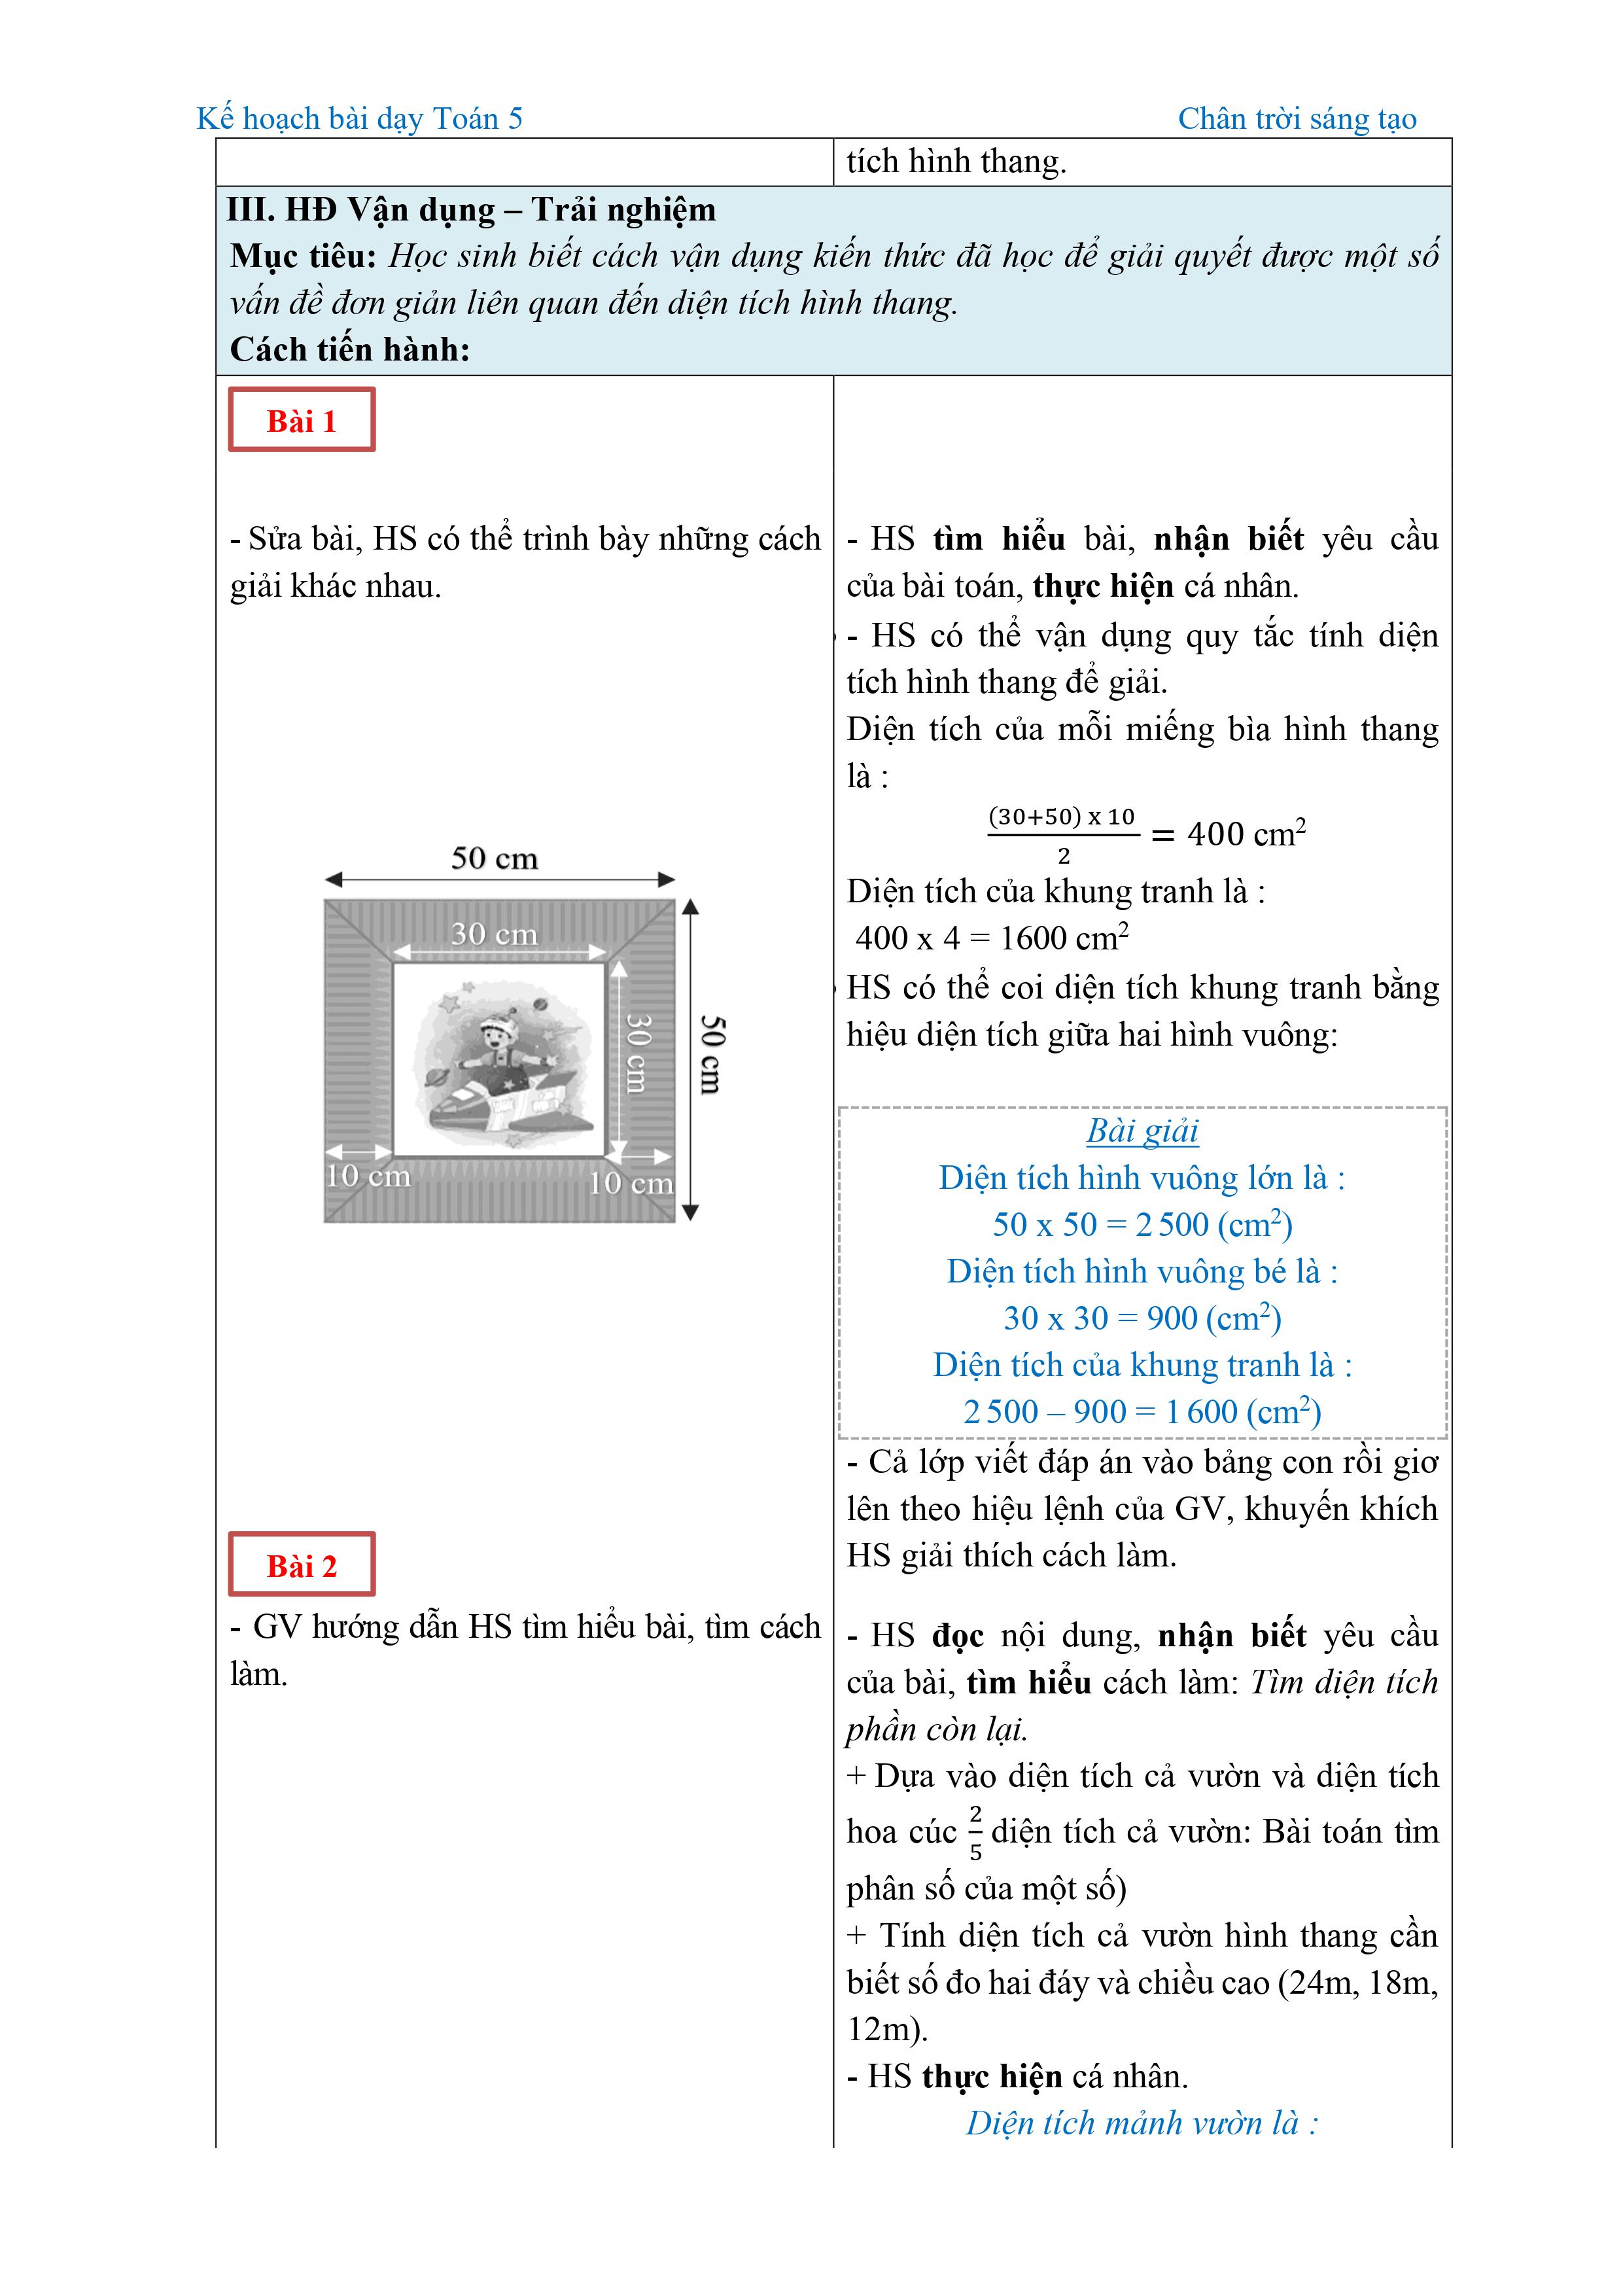 Kế hoạch bài dạy Toán 5
Chân trời sáng tạo
tích hình thang.
III. HĐ Vận dụng – Trải nghiệm
Mục tiêu: Học sinh biết cách vận dụng kiến thức đã học để giải quyết được một số
vấn đề đơn giản liên quan đến diện tích hình thang.
Cách tiến hành:
Bài 1
- Sửa bài, HS có thể trình bày những cách
giải khác nhau.
50 cm
30 cm
30 cm
50 cm
10 cm
10 cm
Bài 2
- GV hướng dẫn HS tìm hiểu bài, tìm cách
làm.
- HS tìm hiểu bài, nhận biết yêu cầu
của bài toán, thực hiện cá nhân.
- HS có thể vận dụng quy tắc tính diện
tích hình thang để giải.
Diện tích của mỗi miếng bìa hình thang
là :
(30+50) x 10 / 2 = 400 cm²
Diện tích của khung tranh là :
400 x 4 = 1600 cm²
HS có thể coi diện tích khung tranh bằng
hiệu diện tích giữa hai hình vuông:
Bài giải
Diện tích hình vuông lớn là :
50 x 50 = 2 500 (cm²)
Diện tích hình vuông bé là :
30 x 30 = 900 (cm²)
Diện tích của khung tranh là :
2 500 – 900 = 1 600 (cm²)
- Cả lớp viết đáp án vào bảng con rồi giơ
lên theo hiệu lệnh của GV, khuyến khích
HS giải thích cách làm.
- HS đọc nội dung, nhận biết yêu cầu
của bài, tìm hiểu cách làm: Tìm diện tích
phần còn lại.
+ Dựa vào diện tích cả vườn và diện tích
hoa cúc 2/5 diện tích cả vườn: Bài toán tìm
phân số của một số)
+ Tính diện tích cả vườn hình thang cần
biết số đo hai đáy và chiều cao (24m, 18m,
12m).
- HS thực hiện cá nhân.
Diện tích mảnh vườn là :